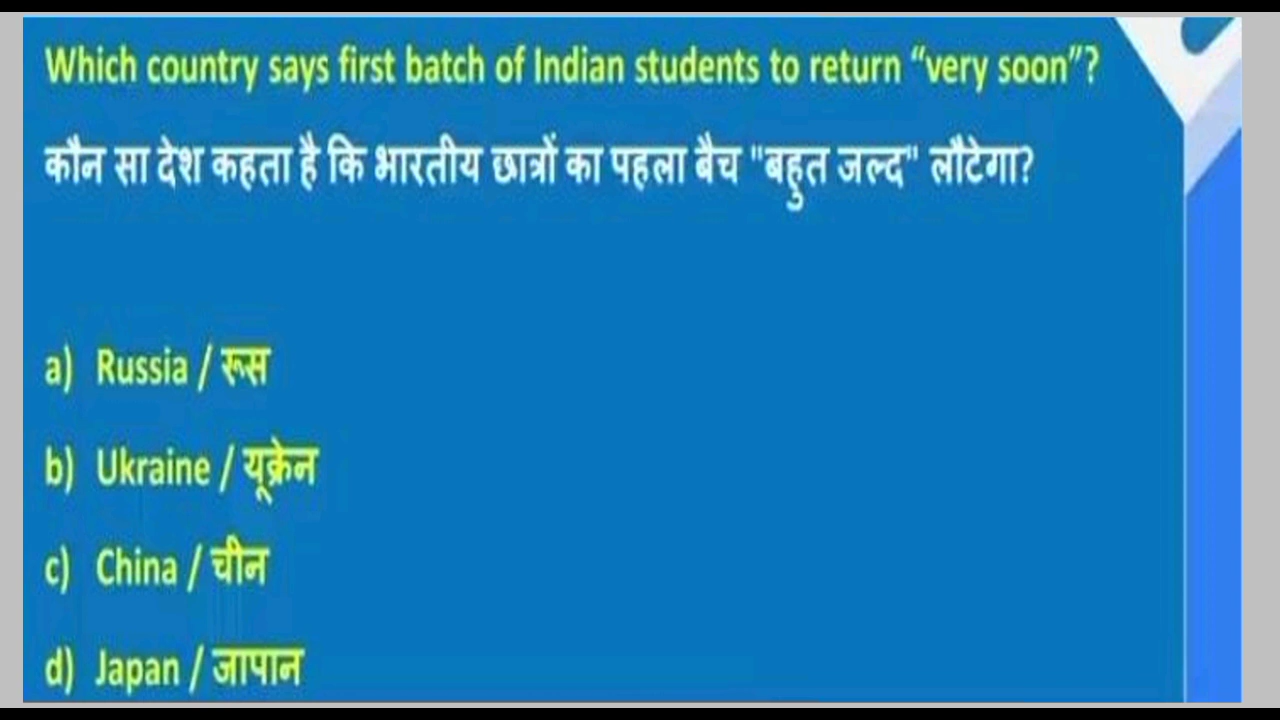 Which country says first batch of Indian students to return “very soon”?
कौन सा देश कहता है कि भारतीय छात्रों का पहला बैच "बहुत जल्द" लौटेगा?
a) Russia / रूस
b) Ukraine / यूक्रेन
c) China / चीन
d) Japan / जापान